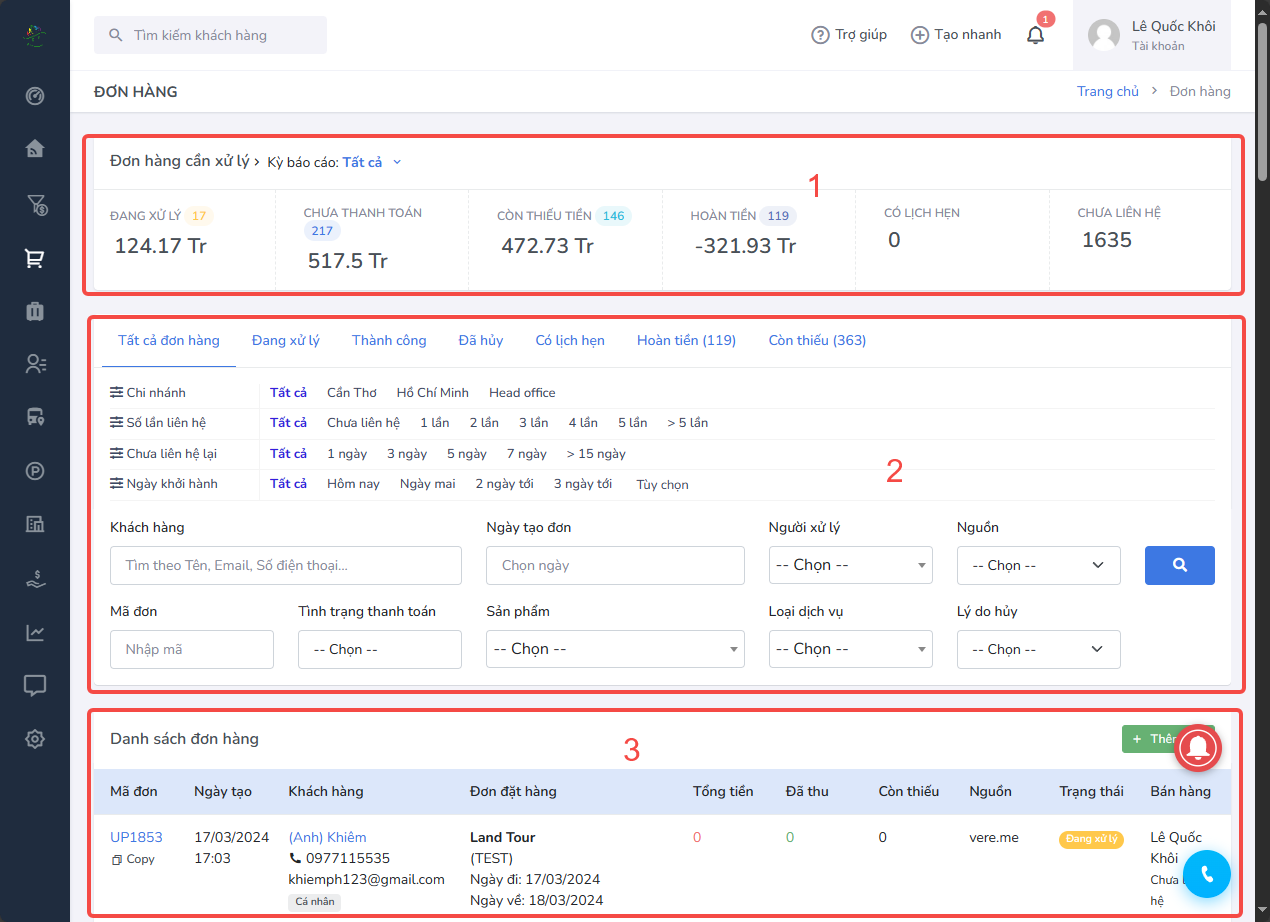 Tìm kiếm khách hàng
Trợ giúp
Tạo nhanh
1
Lê Quốc Khôi
Tài khoản
ĐƠN HÀNG
Trang chủ > Đơn hàng
Đơn hàng cần xử lý › Kỳ báo cáo: Tất cả
1
ĐANG XỬ LÝ 17
124.17 Tr
CHƯA THANH TOÁN
217
517.5 Tr
CÒN THIẾU TIỀN 146
472.73 Tr
HOÀN TIỀN 119
-321.93 Tr
CÓ LỊCH HẸN
0
CHƯA LIÊN HỆ
1635
Tất cả đơn hàng Đang xử lý Thành công Đã hủy Có lịch hẹn Hoàn tiền (119) Còn thiếu (363)
Chi nhánh Tất cả Cần Thơ Hồ Chí Minh Head office
Số lần liên hệ Tất cả Chưa liên hệ 1 lần 2 lần 3 lần 4 lần 5 lần > 5 lần
Chưa liên hệ lại Tất cả 1 ngày 3 ngày 5 ngày 7 ngày > 15 ngày
2
Ngày khởi hành Tất cả Hôm nay Ngày mai 2 ngày tới 3 ngày tới Tùy chọn
Khách hàng Ngày tạo đơn Người xử lý Nguồn
Tìm theo Tên, Email, Số điện thoại... Chọn ngày -- Chọn -- -- Chọn --
Mã đơn Tình trạng thanh toán Sản phẩm Loại dịch vụ Lý do hủy
Nhập mã -- Chọn -- -- Chọn -- -- Chọn -- -- Chọn --
Danh sách đơn hàng
3
+
Mã đơn Ngày tạo Khách hàng Đơn đặt hàng Tổng tiền Đã thu Còn thiếu Nguồn Trạng thái Bán hàng
UP1853
Copy
17/03/2024
17:03
(Anh) Khiêm
0977115535
khiemph123@gmail.com
Cá nhân
Land Tour
(TEST)
Ngày đi: 17/03/2024
Ngày về: 18/03/2024
0
0
0
vere.me
Đang xử lý
Lê Quốc
Khôi
Chưa
hệ